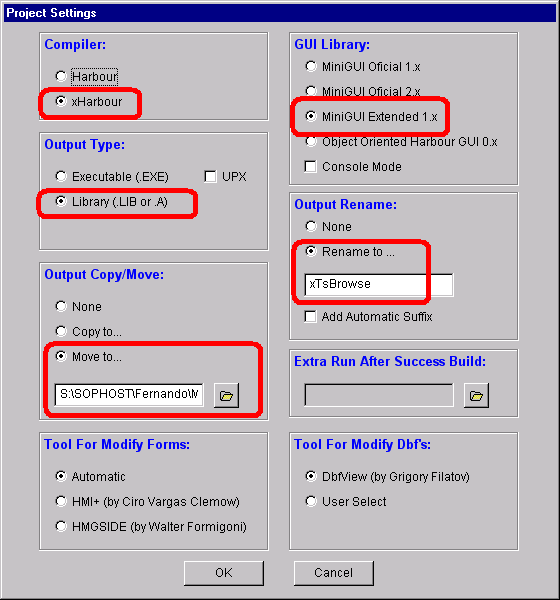 Project Settings
Compiler:
Harbour
xHarbour
Output Type:
Executable (.EXE)
UPX
Library (.LIB or .A)
Output Copy/Move:
None
Copy to...
Move to...
S:\SOPHOST\Fernando\M
Tool For Modify Forms:
Automatic
HMI+ (by Ciro Vargas Clemow)
HMGSIDE (by Walter Formigoni)
GUI Library:
MiniGUI Oficial 1.x
MiniGUI Oficial 2.x
MiniGUI Extended 1.x
Object Oriented Harbour GUI 0.x
Console Mode
Output Rename:
None
Rename to ...
xTsBrowse
Add Automatic Suffix
Extra Run After Success Build:
Tool For Modify Dbf's:
DbfView (by Grigory Filatov)
User Select
OK
Cancel